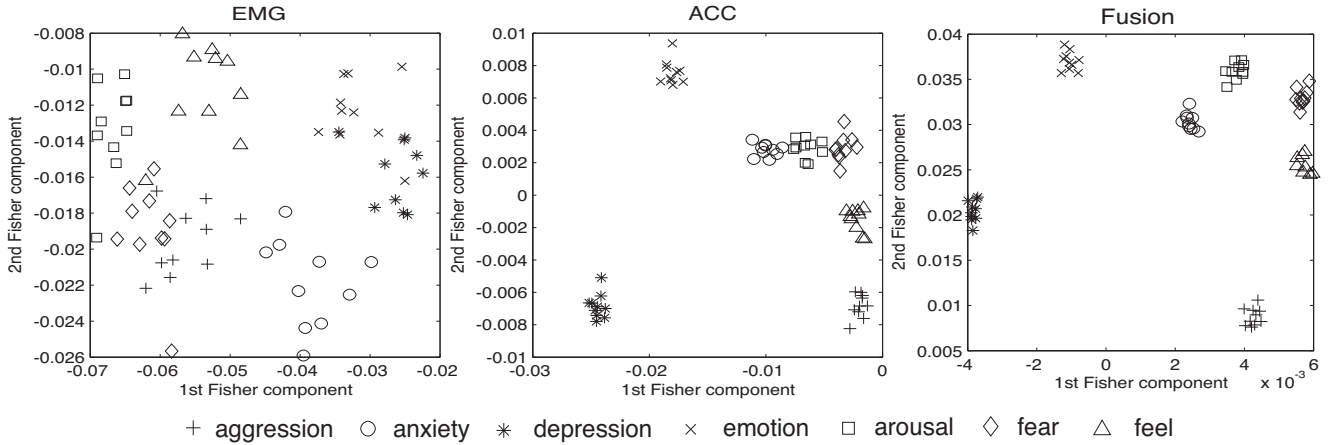 EMG
-0.008
-0.01
-0.012
-0.014
-0.016
-0.018
-0.02
-0.022
-0.024
-0.026
2nd Fisher component
-0.07 -0.06 -0.05 -0.04 -0.03 -0.02
1st Fisher component
ACC
0.01
0.008
0.006
0.004
0.002
0
-0.002
-0.004
-0.006
-0.008
-0.01
2nd Fisher component
-0.03 -0.02 -0.01 0
1st Fisher component
Fusion
0.04
0.035
0.03
0.025
0.02
0.015
0.01
0.005
2nd Fisher component
-4 -2 0 2 4 6
1st Fisher component x 10-3
aggression anxiety depression emotion arousal fear feel